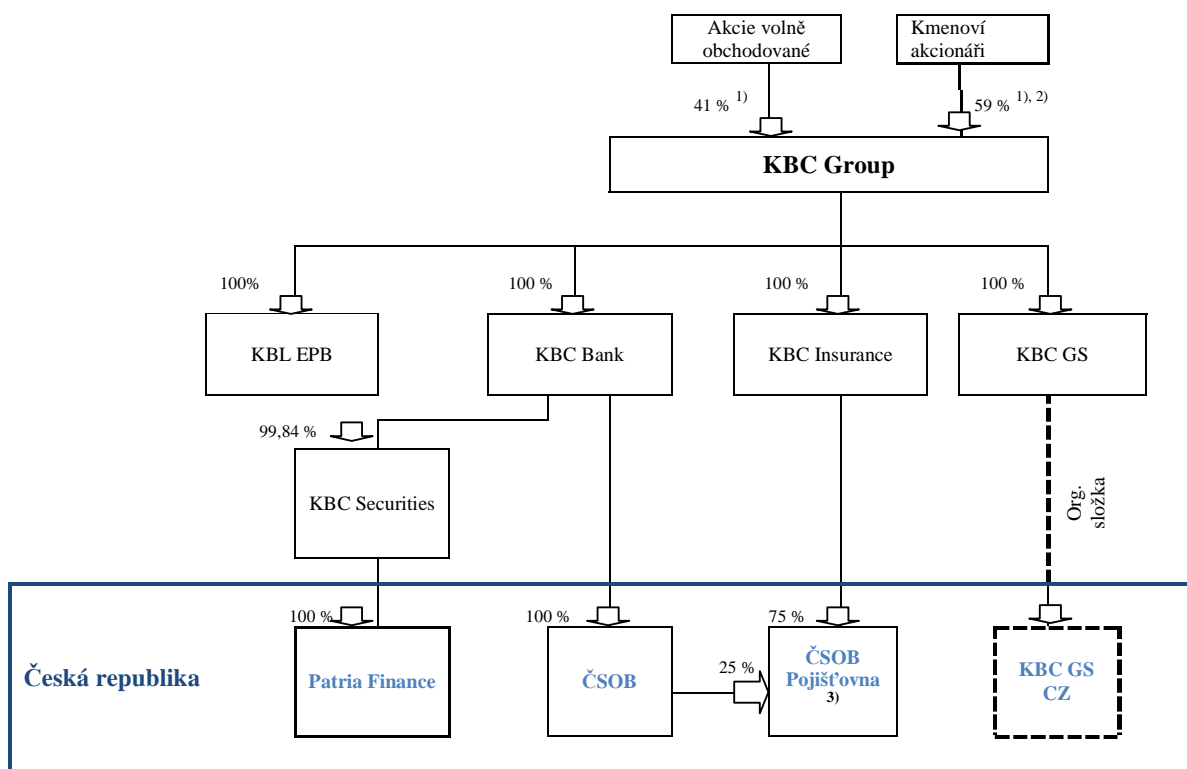 Akcie volně
obchodované
Kmenoví
akcionáři
41 % 1)
59 % 1), 2)
KBC Group
100%
100 %
100 %
100 %
KBL EPB
KBC Bank
KBC Insurance
KBC GS
99,84 %
KBC Securities
Org.
složka
100 %
100 %
75 %
Česká republika
Patria Finance
ČSOB
25 %
ČSOB
Pojišťovna
3)
KBC GS
CZ